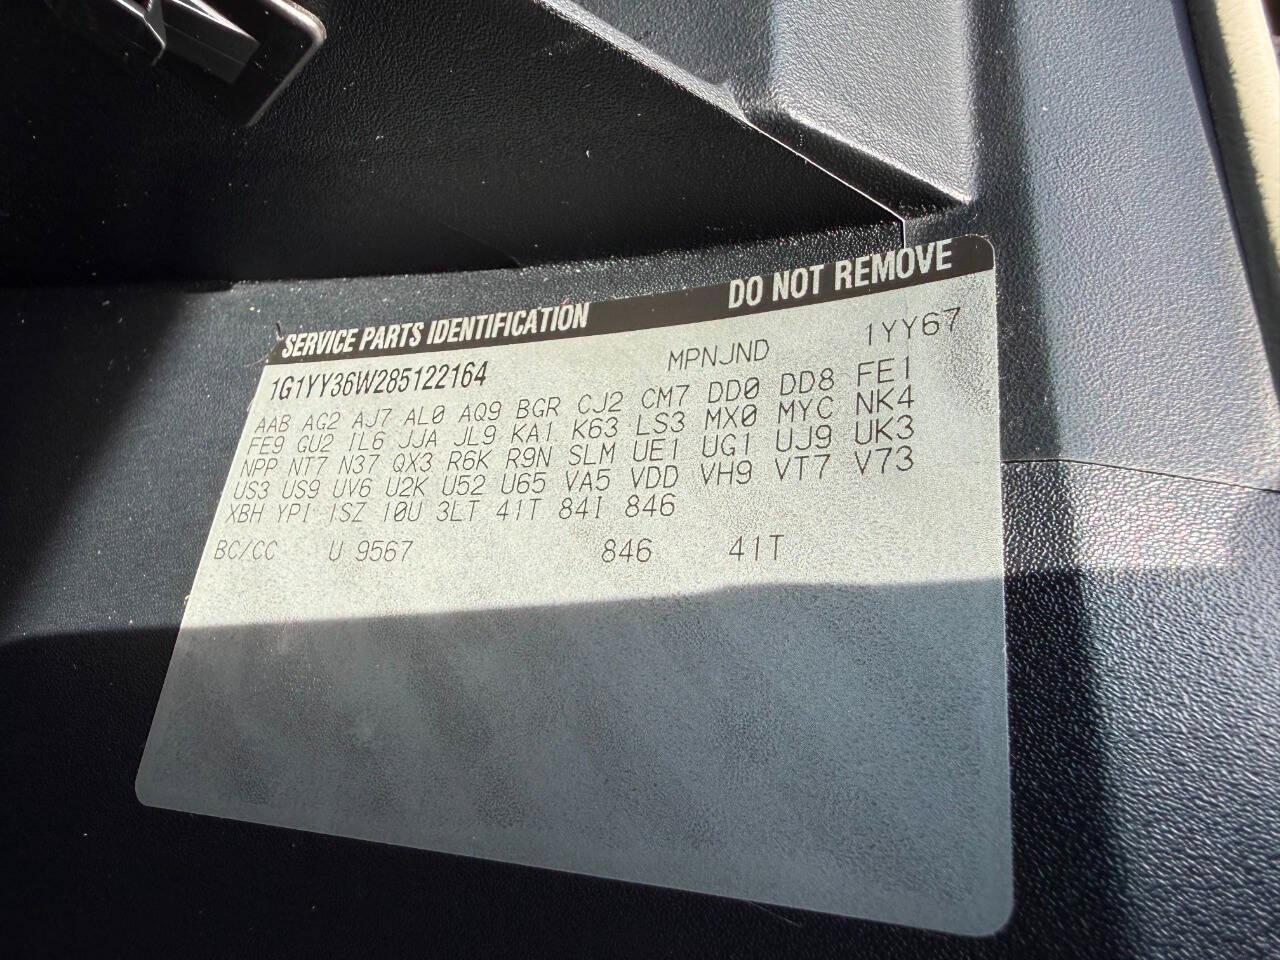 SERVICE PARTS IDENTIFICATION DO NOT REMOVE
1G1YY36W285122164 MPNJND 1YY67
AAB AG2 AJ7 AL0 AQ9 BGR CJ2 CM7 DD0 DD8 FE1
FE9 GU2 IL6 JJA JL9 KA1 K63 LS3 MX0 MYC NK4
NPP NT7 N37 QX3 R6K R9N SLM UE1 UG1 UJ9 UK3
US3 US9 UV6 U2K U52 U65 VA5 VDD VH9 VT7 V73
XBH YPI 1SZ 10U 3LT 41T 84I 846
BC/CC U 9567 846 41T